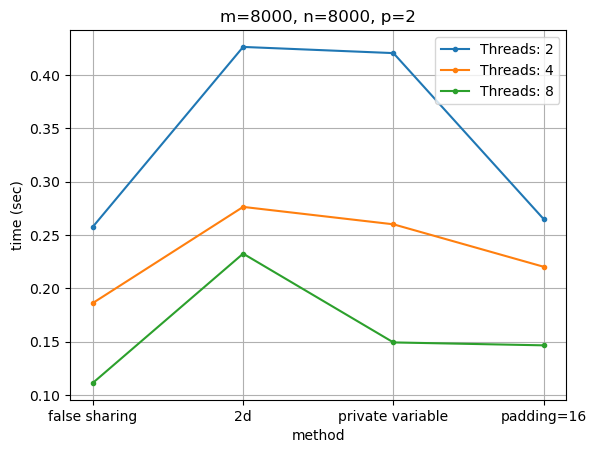 m=8000, n=8000, p=2
Threads: 2
Threads: 4
Threads: 8
0.40
0.35
0.30
0.25
0.20
0.15
0.10
time (sec)
false sharing 2d private variable padding=16
method